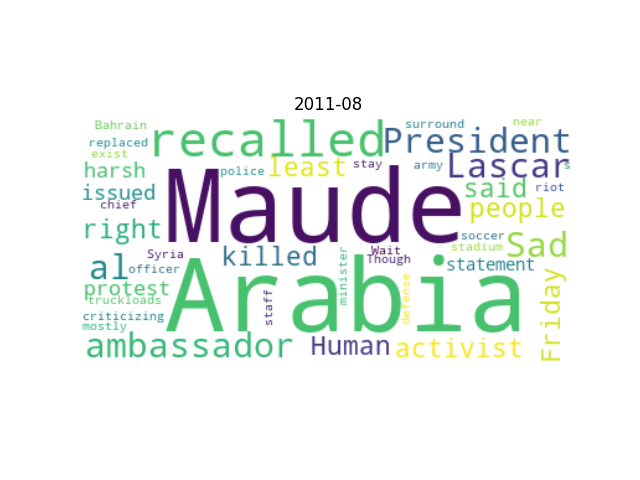 2011-08
Bahrain recalled surround near
replaced President
exist least stay army Lascar s
harsh police
issued Maude said riot
chief people
right soccer
Syria killed Wait stadium Sad
al officer Though statement
protest minister
truckloads Arabia defense Friday
criticizing staff
mostly
ambassador Human activist